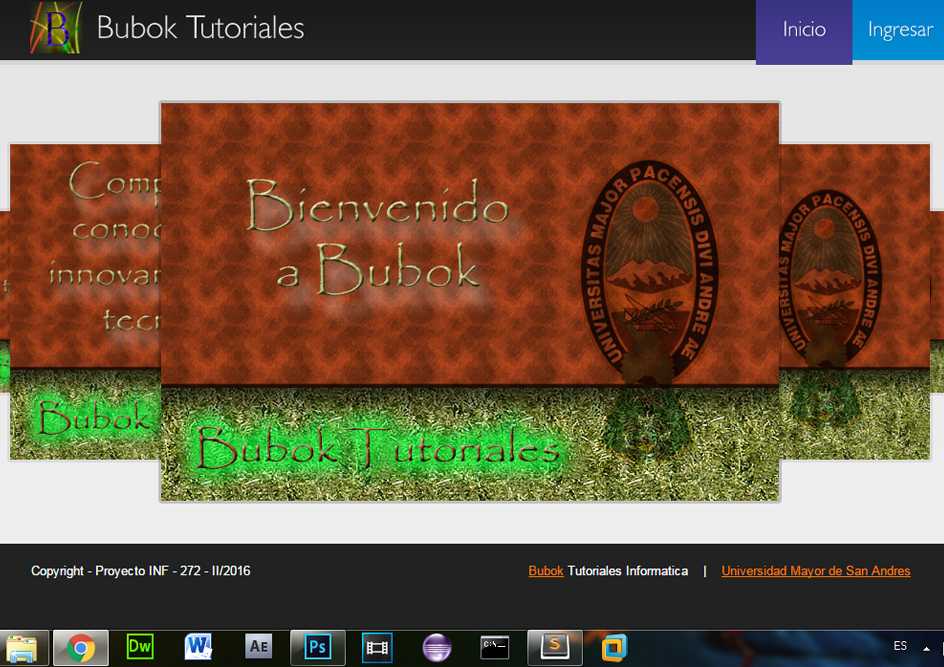 B Bubok Tutoriales
Inicio
Ingresar
Bienvenido
a Bubok
UNIVERSITAS MAJOR PACENSIS DIVI ANDRE AE
Bubok Tutoriales
Comp
conoc
innovar
tecn
Bubok
UNIVERSITAS MAJOR PACENSIS DIVI ANDRE AE
Copyright - Proyecto INF - 272 - II/2016
Bubok Tutoriales Informatica | Universidad Mayor de San Andres
Dw
W
AE
Ps
C:\
S
ES